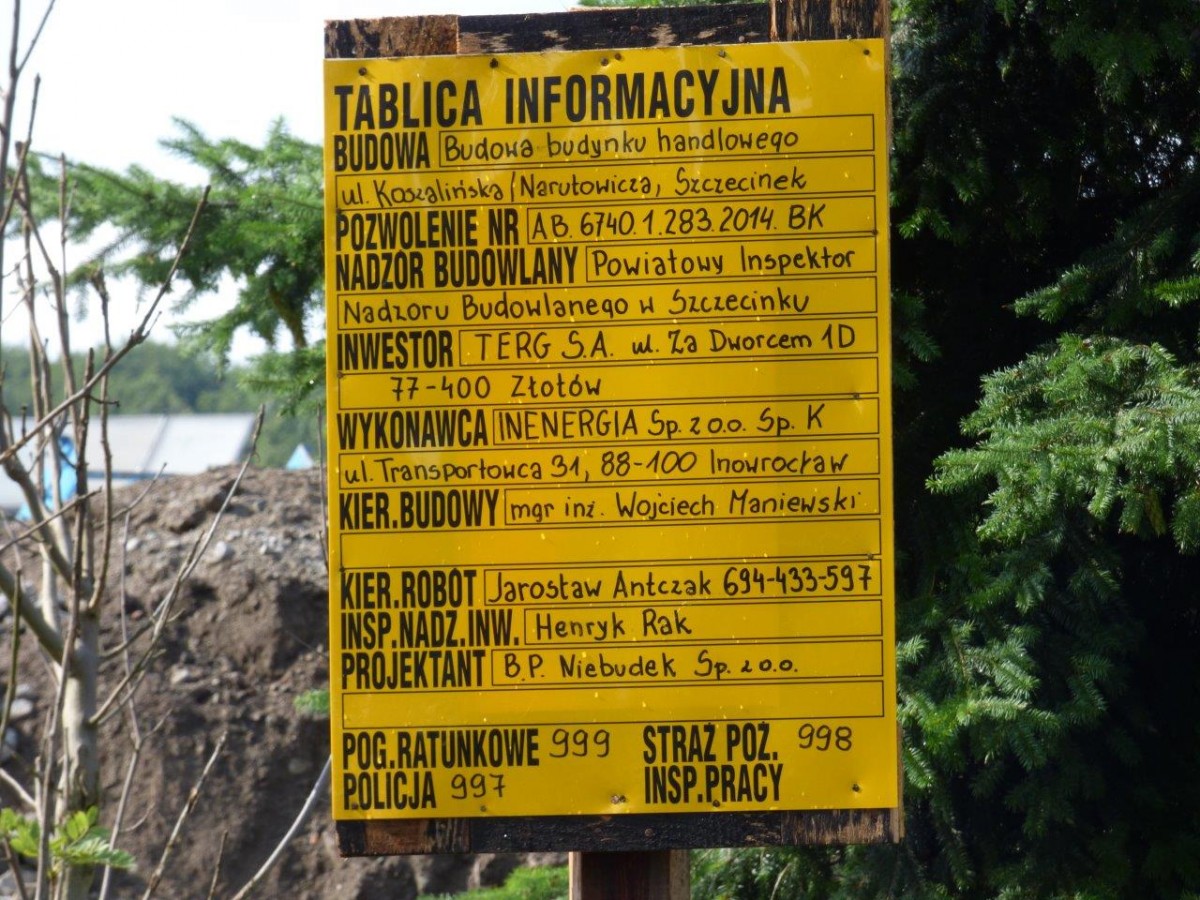 TABLICA INFORMACYJNA
BUDOWA Budowa budynku handlowego
ul. Koszalińska/Narutowicza, Szczecinek
POZWOLENIE NR AB. 6740.1.283.2014. BK
NADZÓR BUDOWLANY Powiatowy Inspektor
Nadzoru Budowlanego w Szczecinku
INWESTOR TERG S.A. ul. Za Dworcem 1D
77-400 Złotów
WYKONAWCA INENERGIA Sp. z o.o. Sp. K
ul. Transportowca 31, 88-100 Inowrocław
KIER.BUDOWY mgr inż. Wojciech Maniewski
KIER.ROBÓT Jarosław Antczak 694-433-597
INSP.NADZ.INW. Henryk Rak
PROJEKTANT B.P. Niebudek Sp. z o.o.
POG.RATUNKOWE 999 STRAŻ POŻ. 998
POLICJA 997 INSP.PRACY